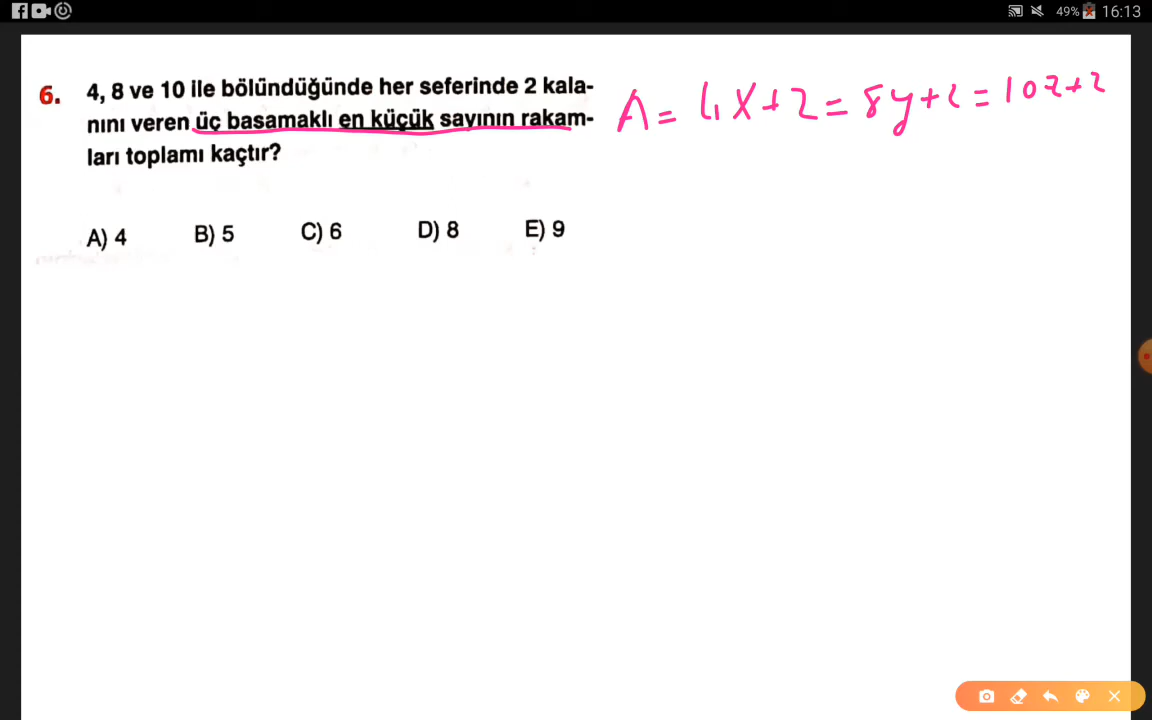 49% 16:13
6. 4, 8 ve 10 ile bölündüğünde her seferinde 2 kala-
nını veren üç basamaklı en küçük sayının rakam-
ları toplamı kaçtır?
A = 4x+2 = 8y+2 = 10z+2
A) 4 B) 5 C) 6 D) 8 E) 9